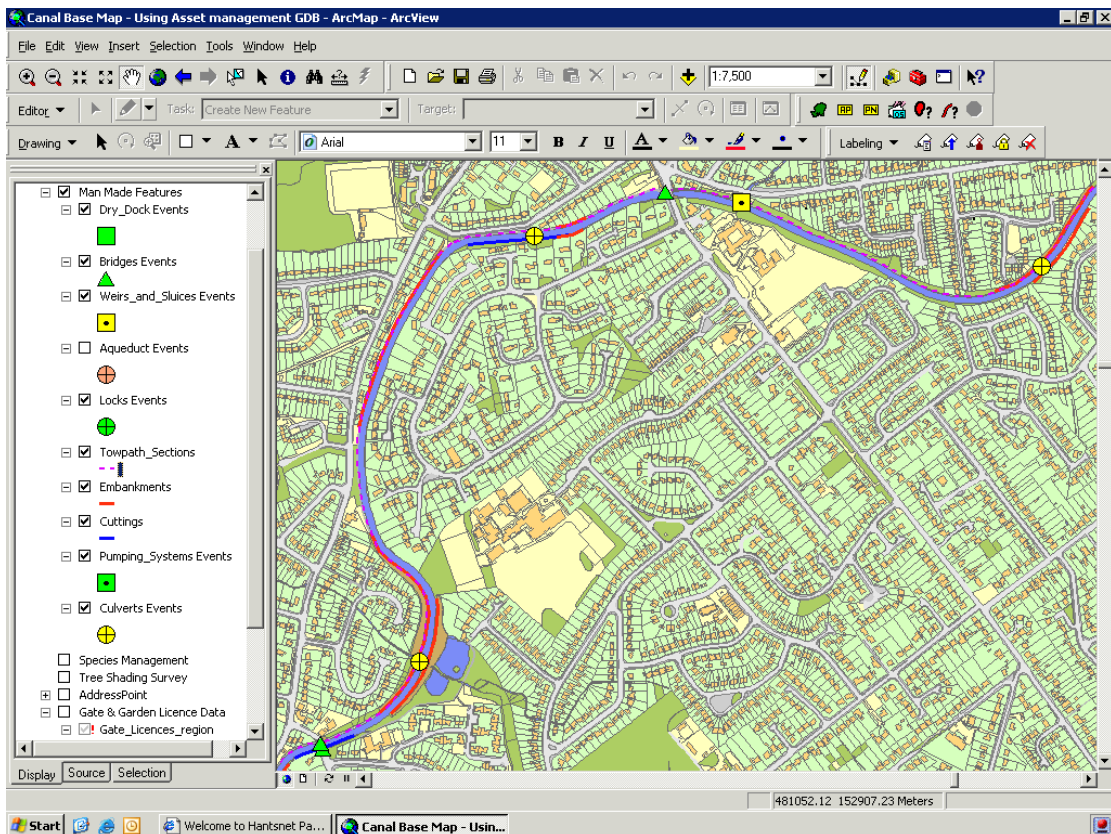 Canal Base Map - Using Asset management GDB - ArcMap - ArcView
File Edit View Insert Selection Tools Window Help
1:7,500
Editor Task: Create New Feature Target:
Drawing A Arial 11 B I U A Labeling
Man Made Features
Dry_Dock Events
Bridges Events
Weirs_and_Sluices Events
Aqueduct Events
Locks Events
Towpath_Sections
Embankments
Cuttings
Pumping_Systems Events
Culverts Events
Species Management
Tree Shading Survey
AddressPoint
Gate & Garden Licence Data
Gate_Licences_region
Display Source Selection
481052.12 152907.23 Meters
Start Welcome to Hantsnet Pa... Canal Base Map - Usin...